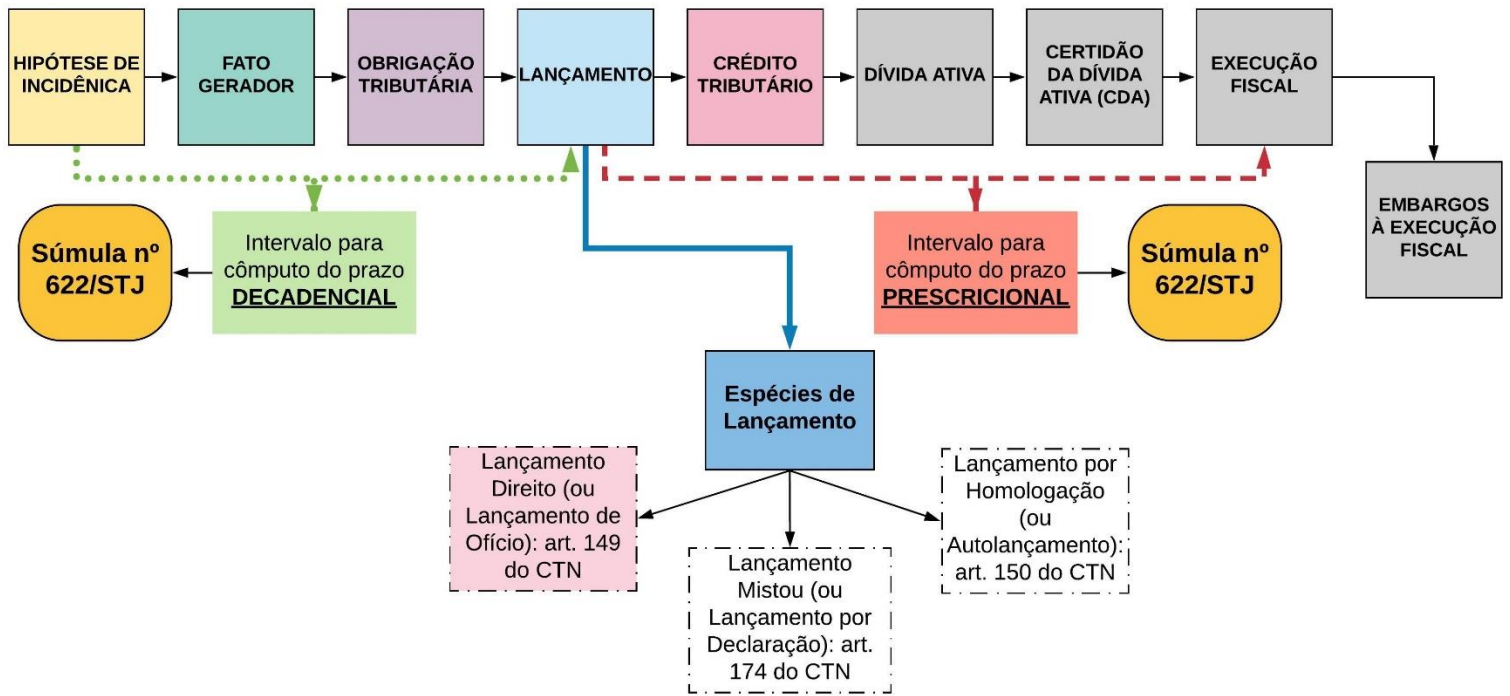 HIPÓTESE DE
INCIDÊNICA
FATO
GERADOR
OBRIGAÇÃO
TRIBUTÁRIA
LANÇAMENTO
CRÉDITO
TRIBUTÁRIO
DÍVIDA ATIVA
CERTIDÃO
DA DÍVIDA
ATIVA (CDA)
EXECUÇÃO
FISCAL
EMBARGOS
À EXECUÇÃO
FISCAL
Súmula nº
622/STJ
Intervalo para
cômputo do prazo
DECADENCIAL
Intervalo para
cômputo do prazo
PRESCRICIONAL
Súmula nº
622/STJ
Espécies de
Lançamento
Lançamento
Direito (ou
Lançamento de
Ofício): art. 149
do CTN
Lançamento
Mistou (ou
Lançamento por
Declaração): art.
174 do CTN
Lançamento por
Homologação
(ou
Autolançamento):
art. 150 do CTN